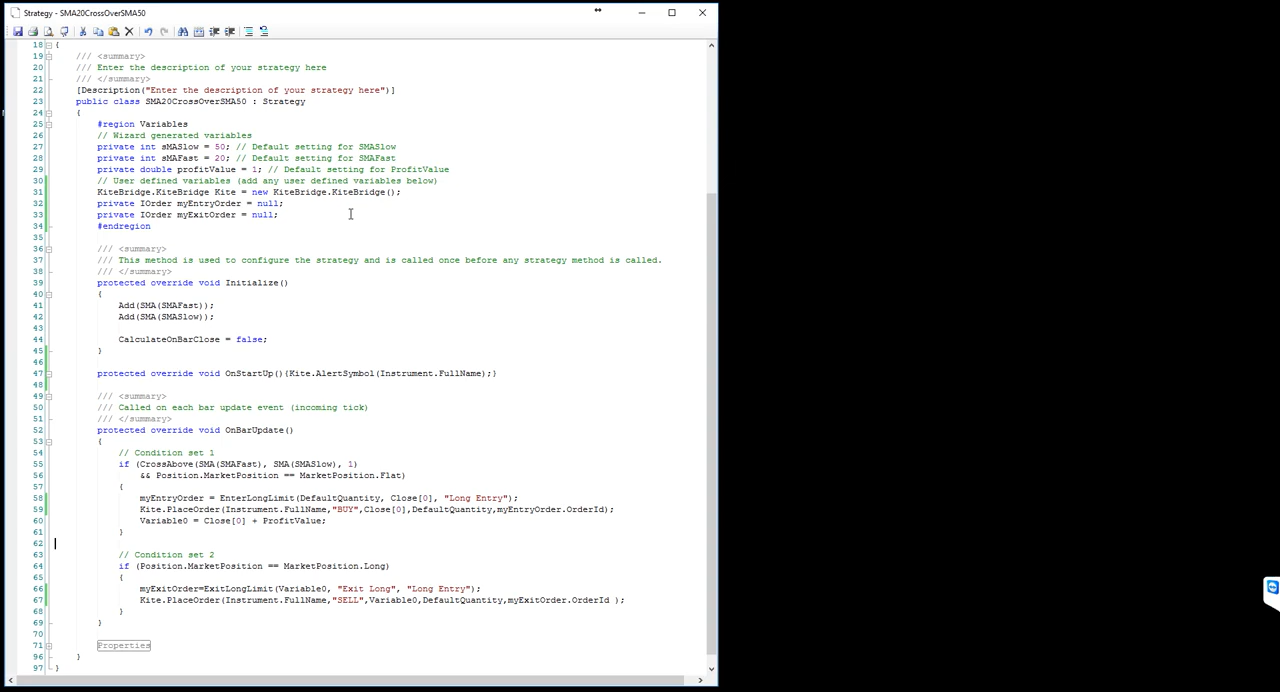 Strategy - SMA20CrossOverSMA50
18 {
19 /// <summary>
20 /// Enter the description of your strategy here
21 /// </summary>
22 [Description("Enter the description of your strategy here")]
23 public class SMA20CrossOverSMA50 : Strategy
24 {
25 #region Variables
26 // Wizard generated variables
27 private int sMASlow = 50; // Default setting for SMASlow
28 private int sMAFast = 20; // Default setting for SMAFast
29 private double profitValue = 1; // Default setting for ProfitValue
30 // User defined variables (add any user defined variables below)
31 KiteBridge.KiteBridge Kite = new KiteBridge.KiteBridge();
32 private IOrder myEntryOrder = null;
33 private IOrder myExitOrder = null;
34 #endregion
35
36 /// <summary>
37 /// This method is used to configure the strategy and is called once before any strategy method is called.
38 /// </summary>
39 protected override void Initialize()
40 {
41 Add(SMA(SMAFast));
42 Add(SMA(SMASlow));
43
44 CalculateOnBarClose = false;
45 }
46
47 protected override void OnStartUp(){Kite.AlertSymbol(Instrument.FullName);}
48
49 /// <summary>
50 /// Called on each bar update event (incoming tick)
51 /// </summary>
52 protected override void OnBarUpdate()
53 {
54 // Condition set 1
55 if (CrossAbove(SMA(SMAFast), SMA(SMASlow), 1)
56 && Position.MarketPosition == MarketPosition.Flat)
57 {
58 myEntryOrder = EnterLongLimit(DefaultQuantity, Close[0], "Long Entry");
59 Kite.PlaceOrder(Instrument.FullName,"BUY",Close[0],DefaultQuantity,myEntryOrder.OrderId);
60 Variable0 = Close[0] + ProfitValue;
61 }
62
63 // Condition set 2
64 if (Position.MarketPosition == MarketPosition.Long)
65 {
66 myExitOrder=ExitLongLimit(Variable0, "Exit Long", "Long Entry");
67 Kite.PlaceOrder(Instrument.FullName,"SELL",Variable0,DefaultQuantity,myExitOrder.OrderId );
68 }
69 }
70
71 Properties
96 }
97 }